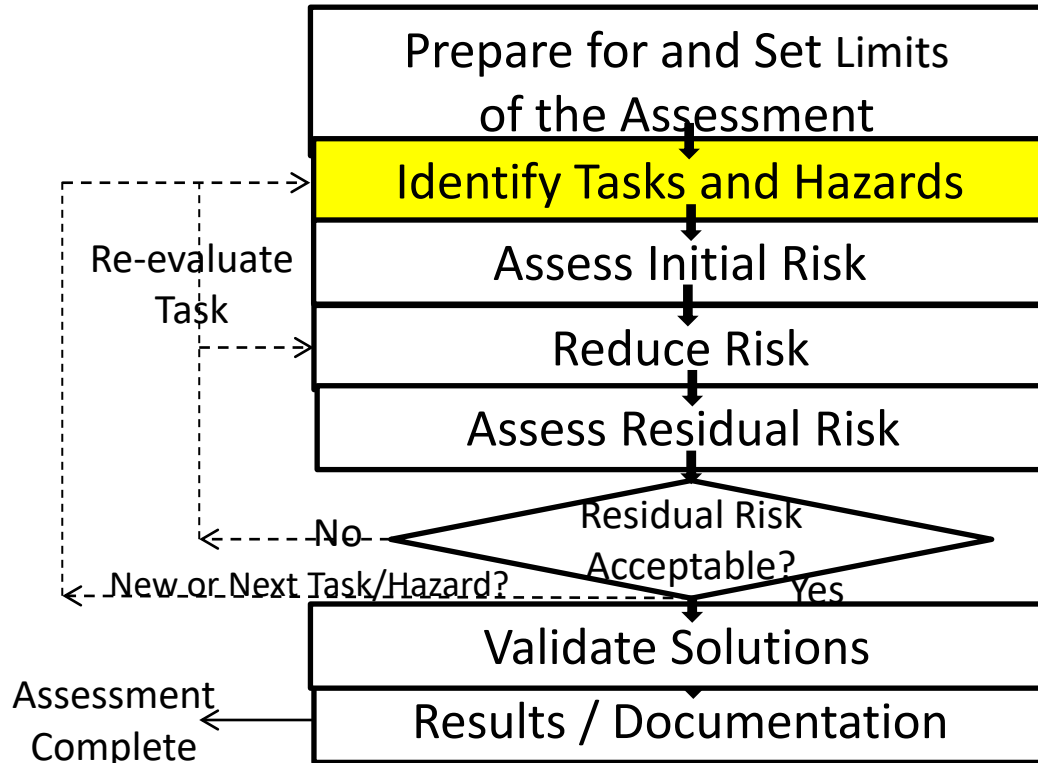 Prepare for and Set Limits
of the Assessment
Identify Tasks and Hazards
Assess Initial Risk
Re-evaluate
Task
Reduce Risk
Assess Residual Risk
Residual Risk
Acceptable?
No
New or Next Task/Hazard?
Yes
Validate Solutions
Results / Documentation
Assessment
Complete